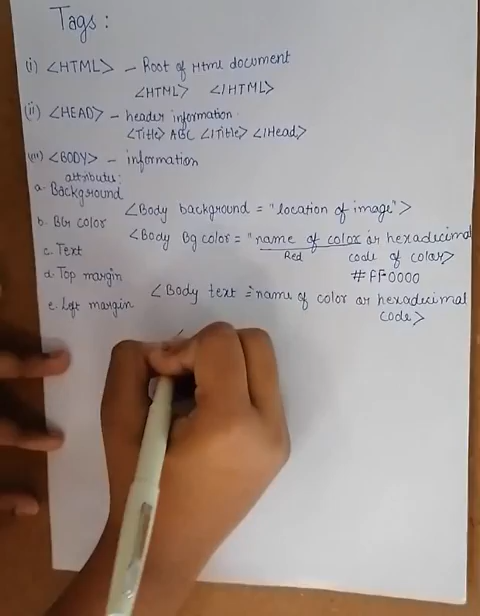 Tags :
(i) <HTML> – Root of Html document
<HTML> </HTML>
(ii) <HEAD> – header information.
<Title> ABC </Title> </Head>
(iii) <BODY> – information
attributes:
a. Background
<Body background = "location of image">
b. BGr color
<Body Bg color = "name of color or hexadecimal
Red code of color>
c. Text
#FF0000
d. Top margin
<Body text = "name of color or hexadecimal
e. Left margin
code>
<